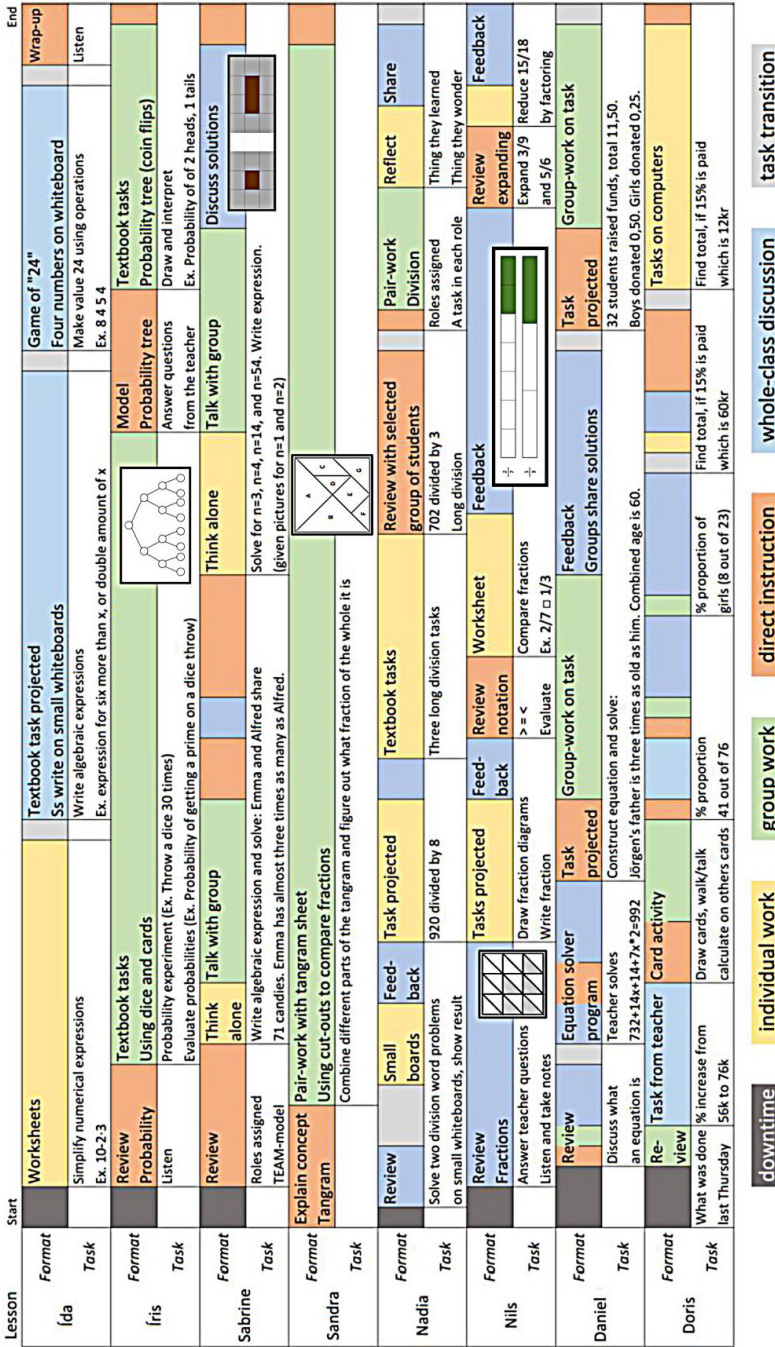 Lesson
Start
End
Ída
Format
Worksheets
Textbook task projected
Ss write on small whiteboards
Game of "24"
Four numbers on whiteboard
Wrap-up
Task
Simplify numerical expressions
Ex. 10-2·3
Write algebraic expressions
Ex. expression for six more than x, or double amount of x
Make value 24 using operations
Ex. 8 4 5 4
Listen
Íris
Format
Review
Probability
Textbook tasks
Using dice and cards
Model
Probability tree
Textbook tasks
Probability tree (coin flips)
Task
Listen
Probability experiment (Ex. Throw a dice 30 times)
Evaluate probabilities (Ex. Probability of getting a prime on a dice throw)
Answer questions
from the teacher
Draw and interpret
Ex. Probability of of 2 heads, 1 tails
Sabrine
Format
Review
Think
alone
Talk with group
Think alone
Talk with group
Discuss solutions
Task
Roles assigned
TEAM-model
Write algebraic expression and solve: Emma and Alfred share
71 candies. Emma has almost three times as many as Alfred.
Solve for n=3, n=4, n=14, and n=54. Write expression.
(given pictures for n=1 and n=2)
Sandra
Format
Explain concept
Tangram
Pair-work with tangram sheet
Using cut-outs to compare fractions
A
B
C
D
E
F
G
Task
Combine different parts of the tangram and figure out what fraction of the whole it is
Nadia
Format
Review
Small
boards
Feed-
back
Task projected
Textbook tasks
Review with selected
group of students
Pair-work
Division
Reflect
Share
Task
Solve two division word problems
on small whiteboards, show result
920 divided by 8
Three long division tasks
702 divided by 3
Long division
Roles assigned
A task in each role
Thing they learned
Thing they wonder
Nils
Format
Review
Fractions
Tasks projected
Feed-
back
Review
notation
Worksheet
Feedback
Review
expanding
Feedback
Task
Answer teacher questions
Listen and take notes
Draw fraction diagrams
Write fraction
> = <
Evaluate
Compare fractions
Ex. 2/7 □ 1/3
Expand 3/9
and 5/6
Reduce 15/18
by factoring
Daniel
Format
Review
Equation solver
program
Task
projected
Group-work on task
Feedback
Groups share solutions
Task
projected
Group-work on task
Task
Discuss what
an equation is
Teacher solves
732+14x+14+7x*2=992
Construct equation and solve:
Jörgen's father is three times as old as him. Combined age is 60.
32 students raised funds, total 11,50.
Boys donated 0,50. Girls donated 0,25.
Doris
Format
Re-
view
Task from teacher
Card activity
Tasks on computers
Task
What was done
last Thursday
% increase from
56k to 76k
Draw cards, walk/talk
calculate on others cards
% proportion
41 out of 76
% proportion of
girls (8 out of 23)
Find total, if 15% is paid
which is 60kr
Find total, if 15% is paid
which is 12kr
downtime
individual work
group work
direct instruction
whole-class discussion
task transition